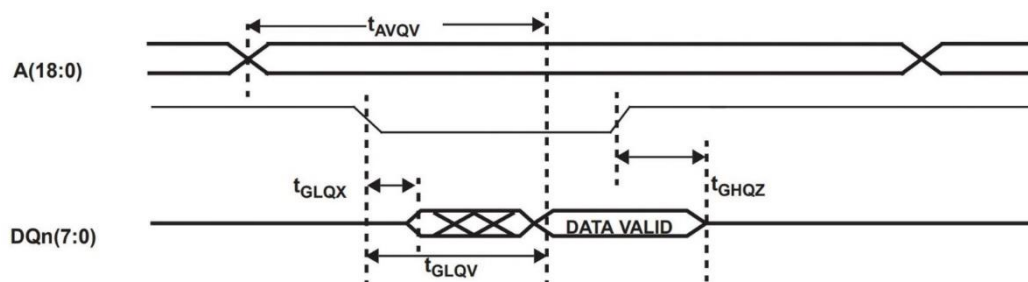 tAVQV
A(18:0)
tGLQX
tGHQZ
DATA VALID
DQn(7:0)
tGLQV